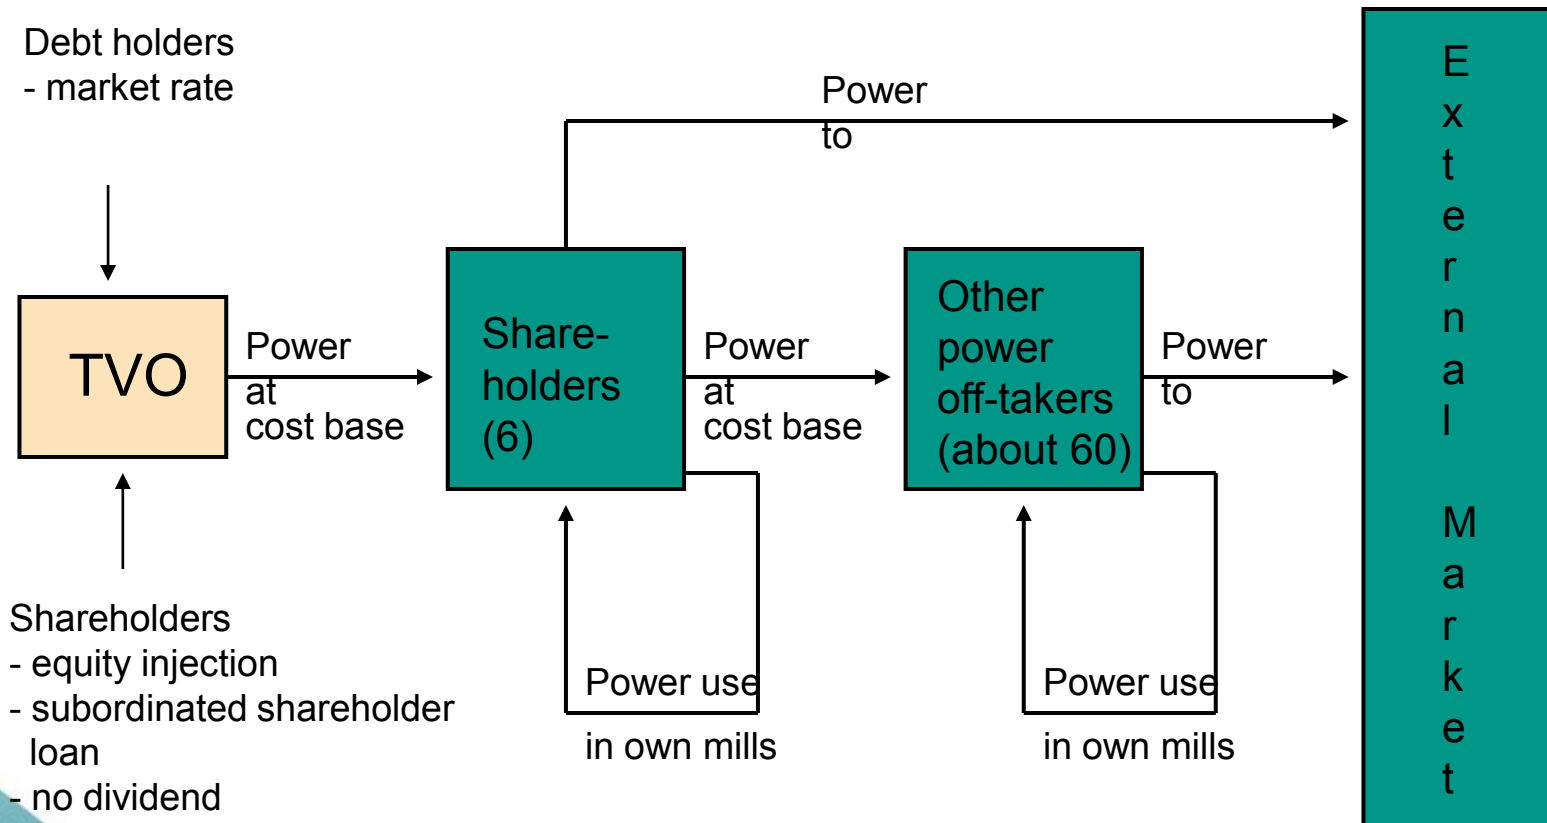 Debt holders
- market rate
Power
to
TVO
Power
at
cost base
Share-
holders
(6)
Power
at
cost base
Other
power
off-takers
(about 60)
Power
to
External Market
Shareholders
- equity injection
- subordinated shareholder
loan
- no dividend
Power use
in own mills
Power use
in own mills